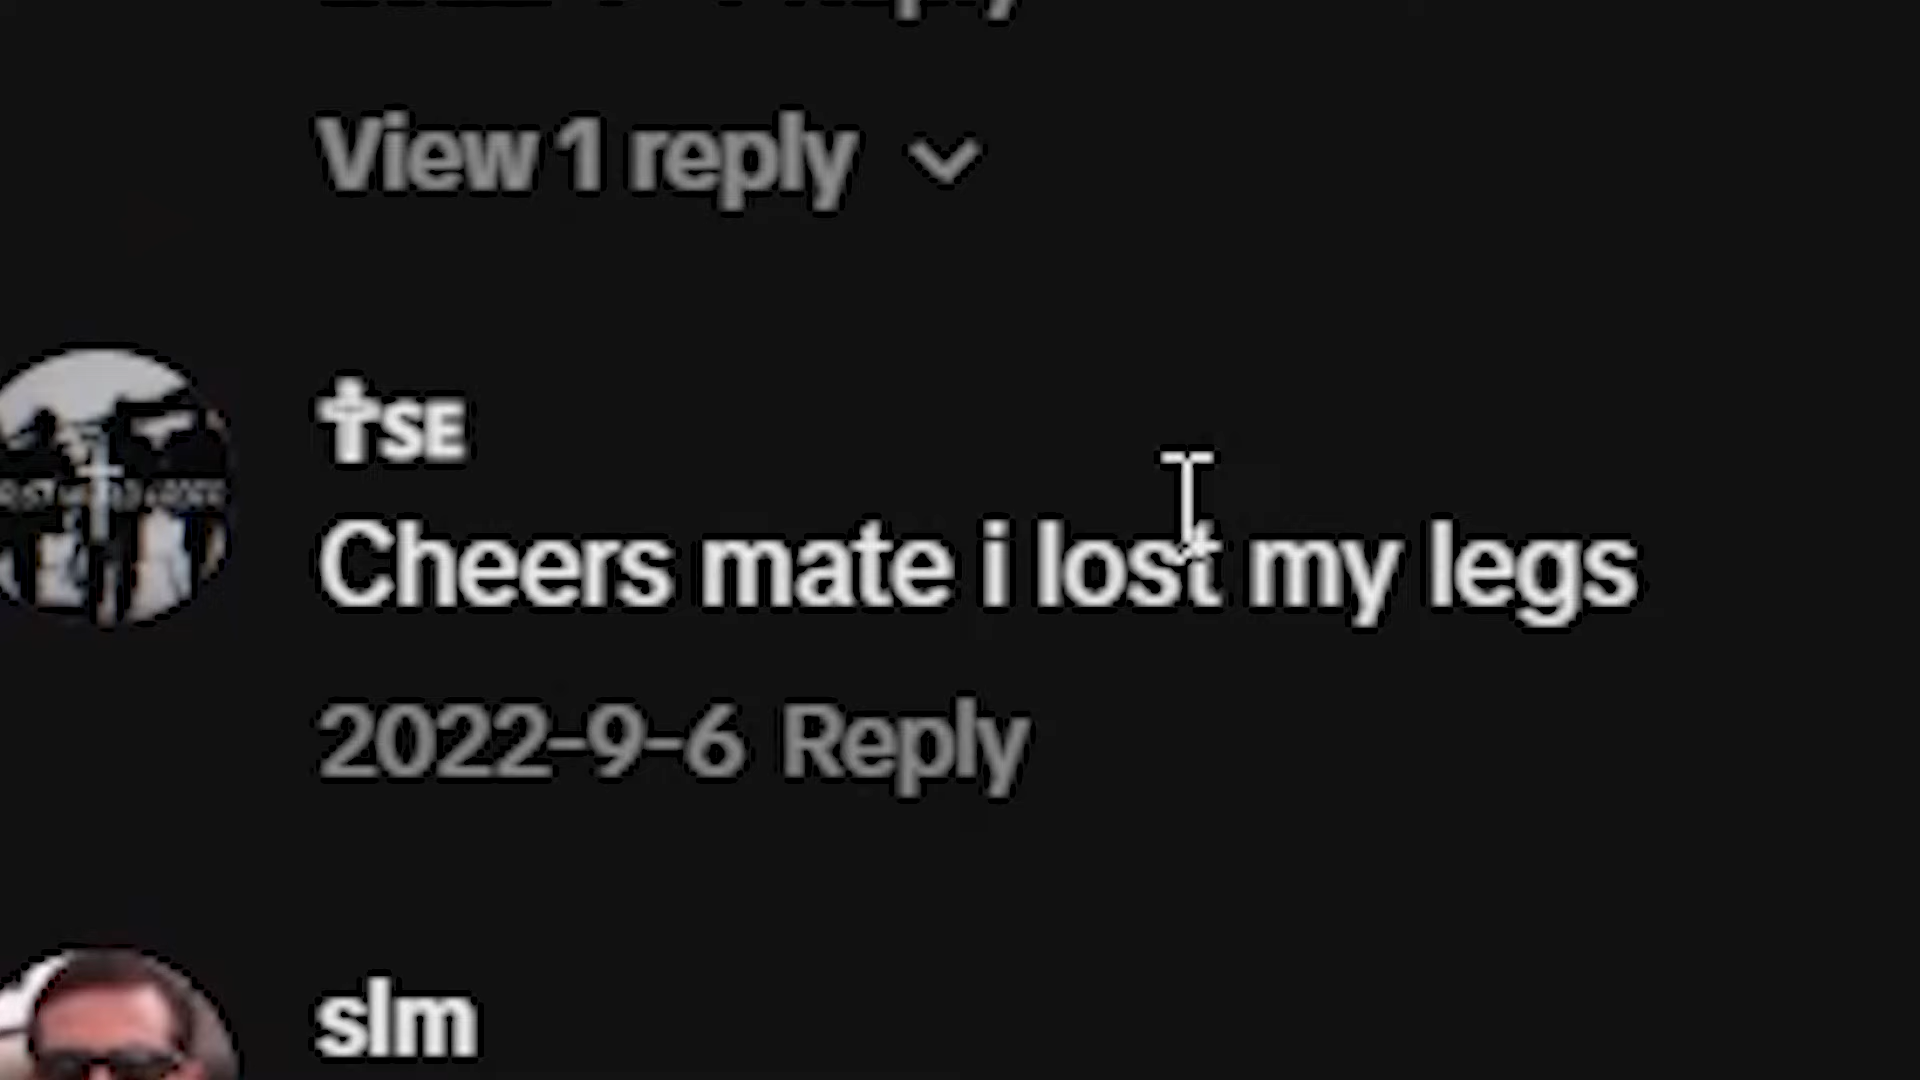 View 1 reply
✝SE
Cheers mate i lost my legs
2022-9-6 Reply
slm